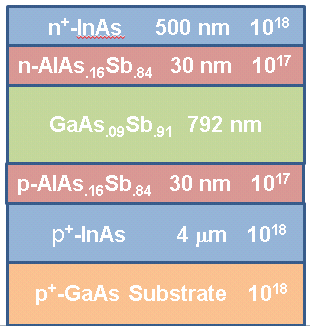 n⁺-InAs 500 nm 10¹⁸
n-AlAs.₁₆Sb.₈₄ 30 nm 10¹⁷
GaAs.₀₉Sb.₉₁ 792 nm
p-AlAs.₁₆Sb.₈₄ 30 nm 10¹⁷
p⁺-InAs 4 μm 10¹⁸
p⁺-GaAs Substrate 10¹⁸